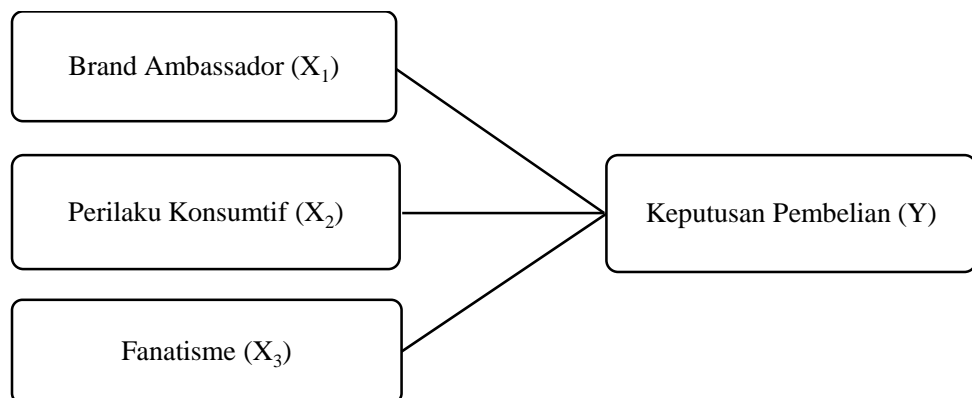 Brand Ambassador (X₁)
Perilaku Konsumtif (X₂)
Keputusan Pembelian (Y)
Fanatisme (X₃)